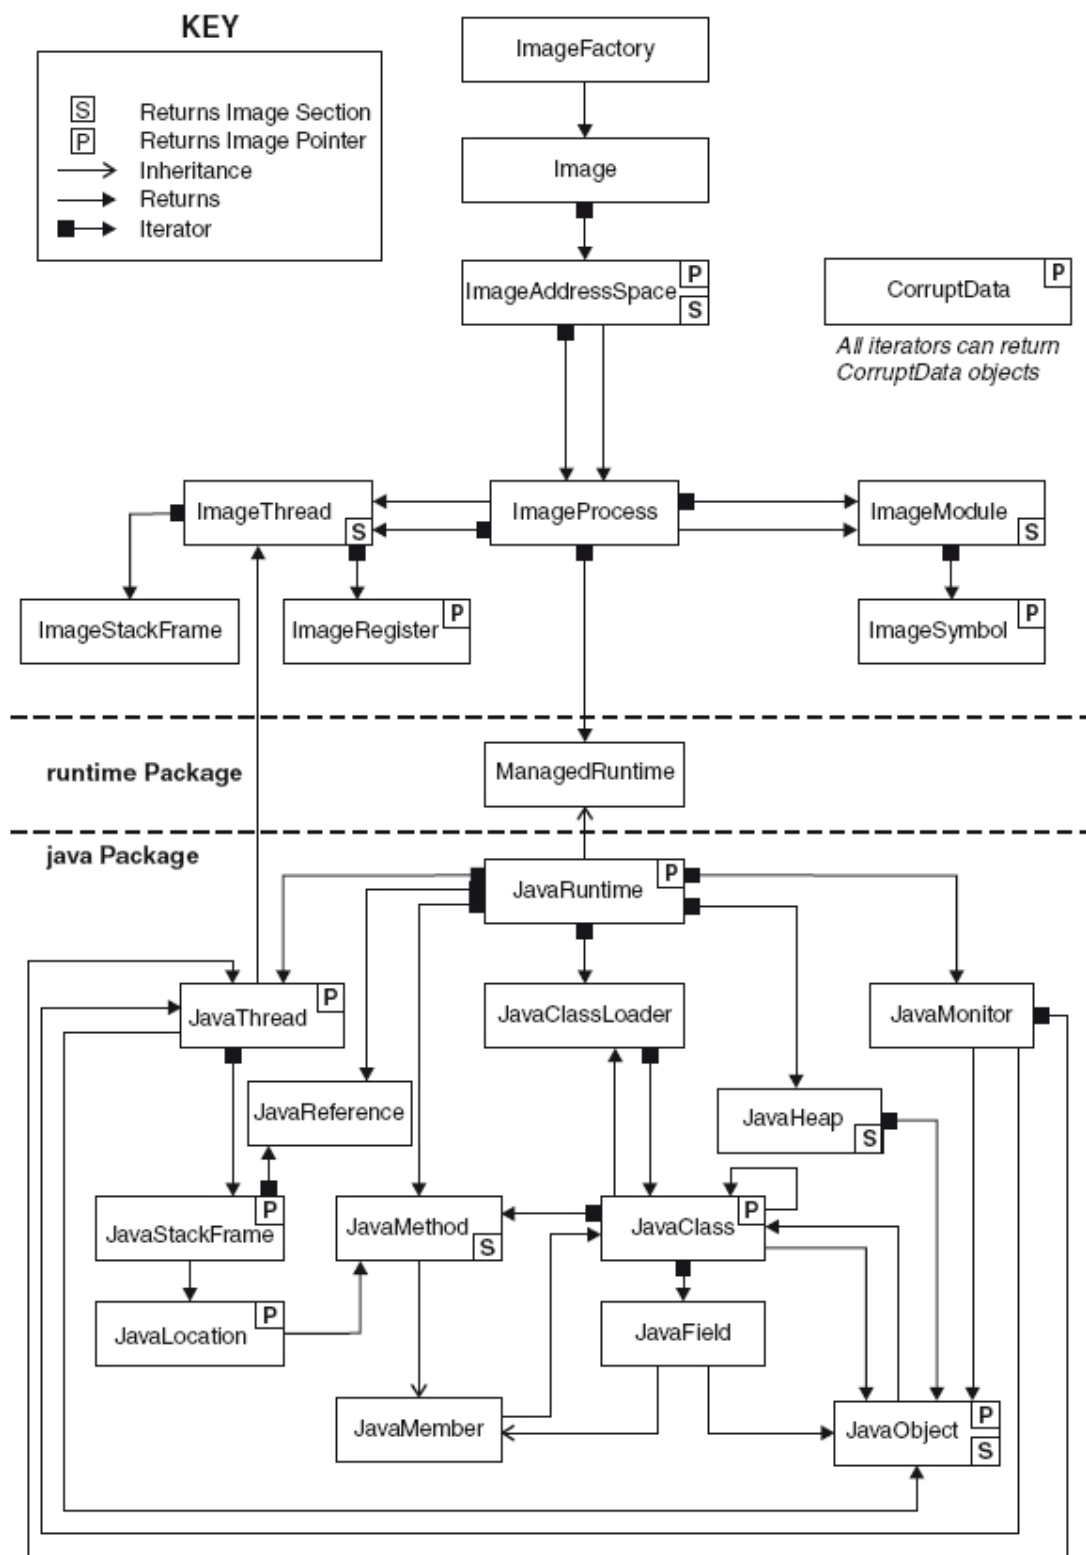 KEY
S Returns Image Section
P Returns Image Pointer
Inheritance
Returns
Iterator
ImageFactory
Image
ImageAddressSpace
P
S
CorruptData
P
All iterators can return
CorruptData objects
ImageThread
S
ImageProcess
ImageModule
S
ImageStackFrame
ImageRegister
P
ImageSymbol
P
runtime Package
ManagedRuntime
java Package
JavaRuntime
P
JavaThread
P
JavaClassLoader
JavaMonitor
JavaReference
JavaHeap
S
JavaStackFrame
P
JavaMethod
S
JavaClass
P
JavaLocation
P
JavaField
JavaMember
JavaObject
P
S